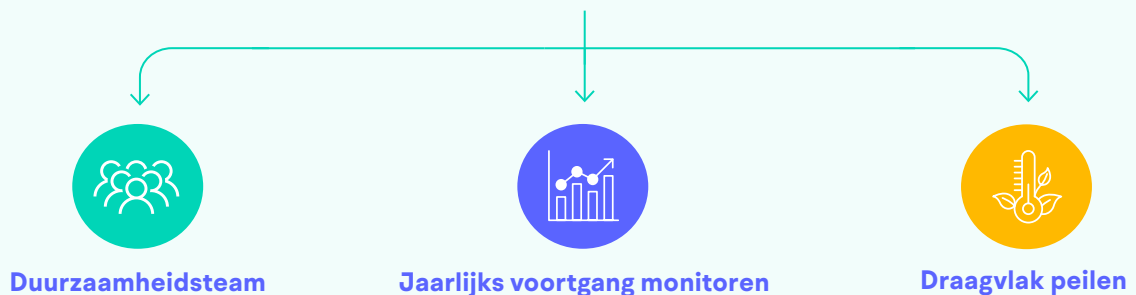 Duurzaamheidsteam
Jaarlijks voortgang monitoren
Draagvlak peilen